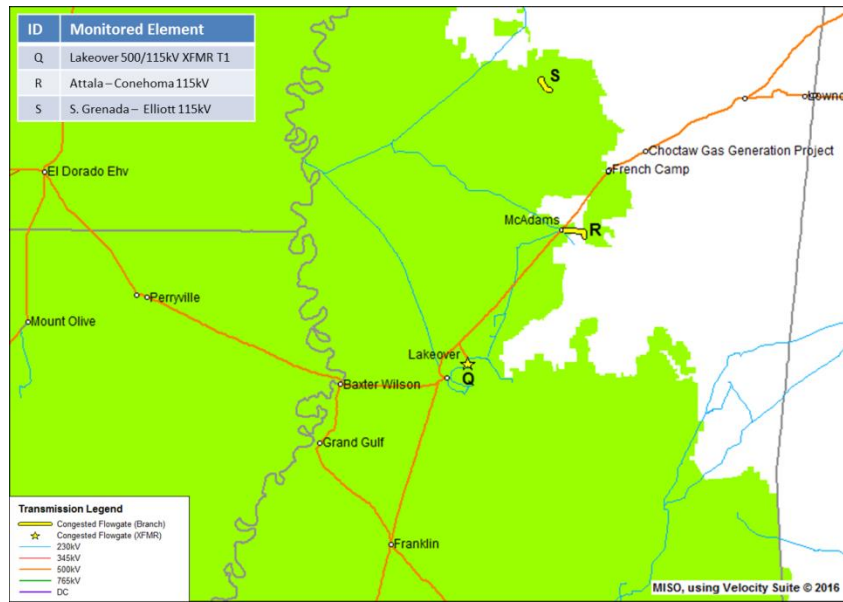 ID Monitored Element
Q Lakeover 500/115kV XFMR T1
R Attala – Conehoma 115kV
S S. Grenada – Elliott 115kV
S
Choctaw Gas Generation Project
French Camp
El Dorado Ehv
McAdams
R
Perryville
Mount Olive
Lakeover
Q
Baxter Wilson
Grand Gulf
Franklin
Transmission Legend
Congested Flowgate (Branch)
Congested Flowgate (XFMR)
230kV
345kV
500kV
765kV
DC
MISO, using Velocity Suite © 2016